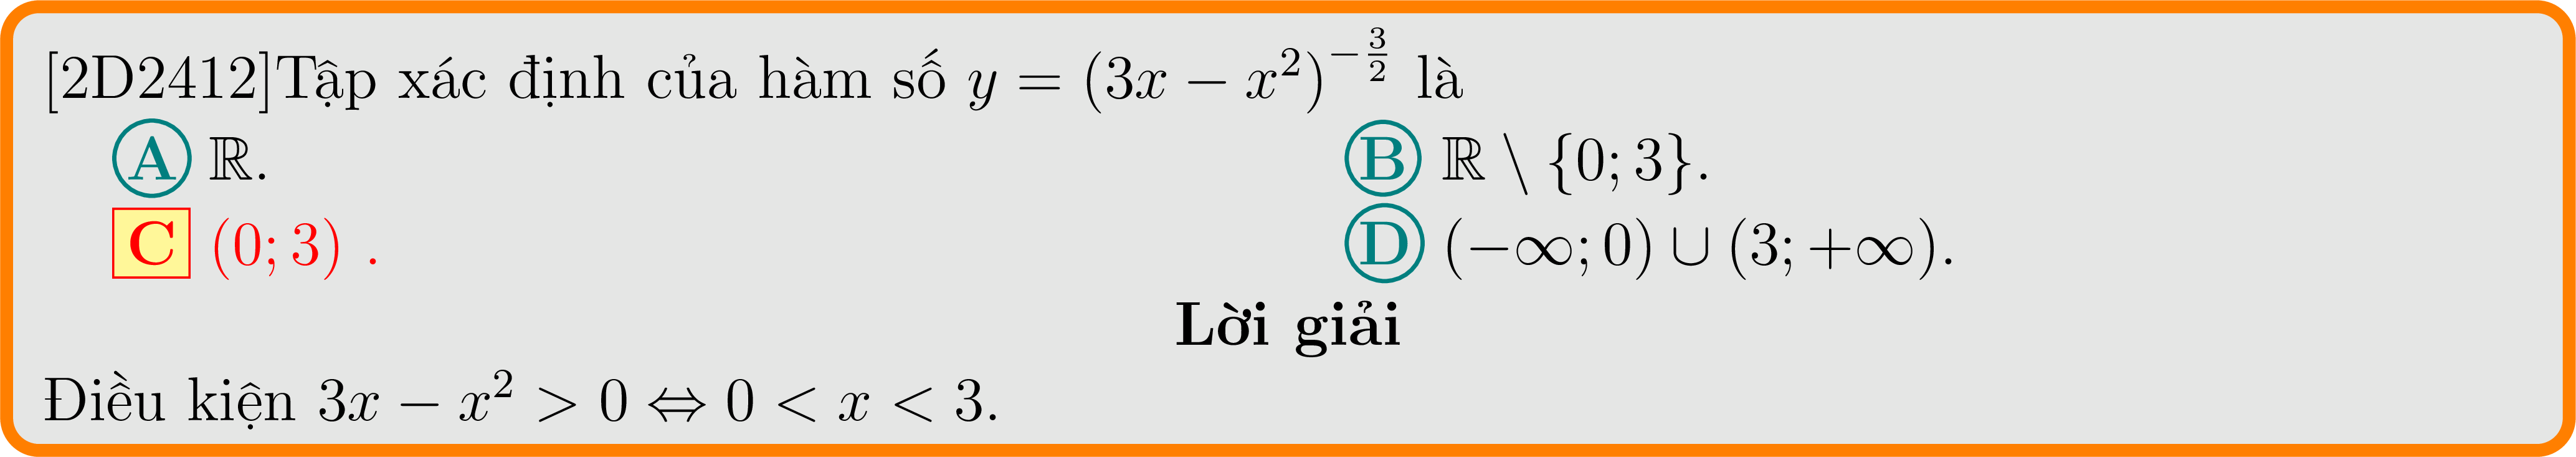 [2D2412]Tập xác định của hàm số $y = (3x - x^2)^{-\frac{3}{2}}$ là
A $\mathbb{R}$. B $\mathbb{R} \setminus \{0; 3\}$.
C $(0; 3)$ . D $(-\infty; 0) \cup (3; +\infty)$.
Lời giải
Điều kiện $3x - x^2 > 0 \Leftrightarrow 0 < x < 3$.